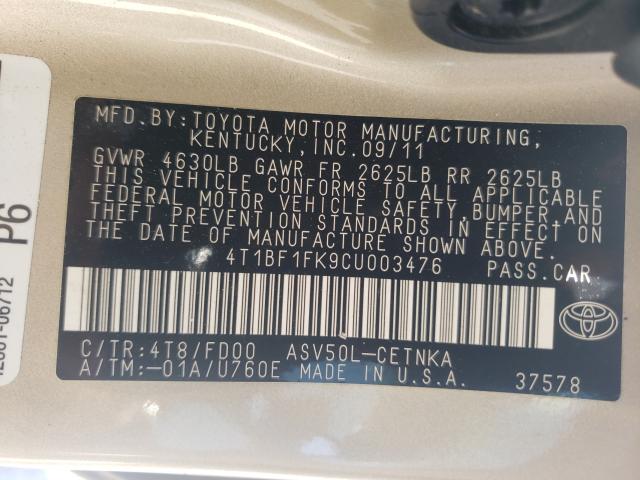 MFD.BY:TOYOTA MOTOR MANUFACTURING,
KENTUCKY,INC.09/11
GVWR 4630LB GAWR FR 2625LB RR 2625LB
THIS VEHICLE CONFORMS TO ALL APPLICABLE
FEDERAL MOTOR VEHICLE SAFETY,BUMPER,AND
THEFT PREVENTION STANDARDS IN EFFECT ON
THE DATE OF MANUFACTURE SHOWN ABOVE.
4T1BF1FK9CU003476 PASS.CAR
C/TR:4T8/FD00 ASV50L-CETNKA
A/TM:-01A/U760E MADE IN U.S.A. 37578
P6